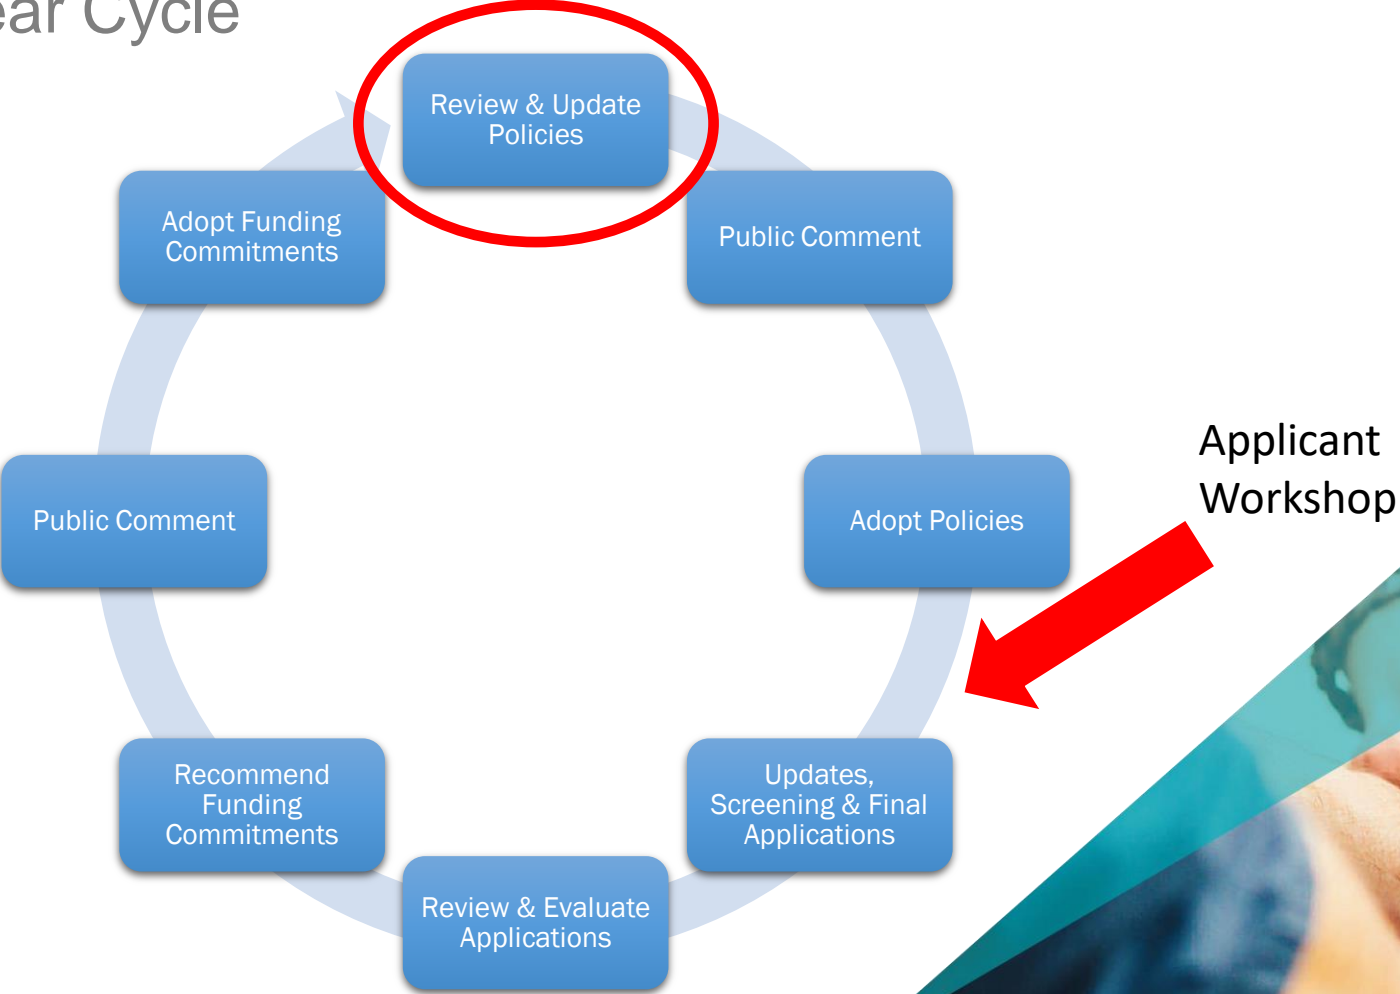 Cycle
Review & Update
Policies
Public Comment
Adopt Policies
Applicant
Workshop
Updates,
Screening & Final
Applications
Review & Evaluate
Applications
Recommend
Funding
Commitments
Public Comment
Adopt Funding
Commitments